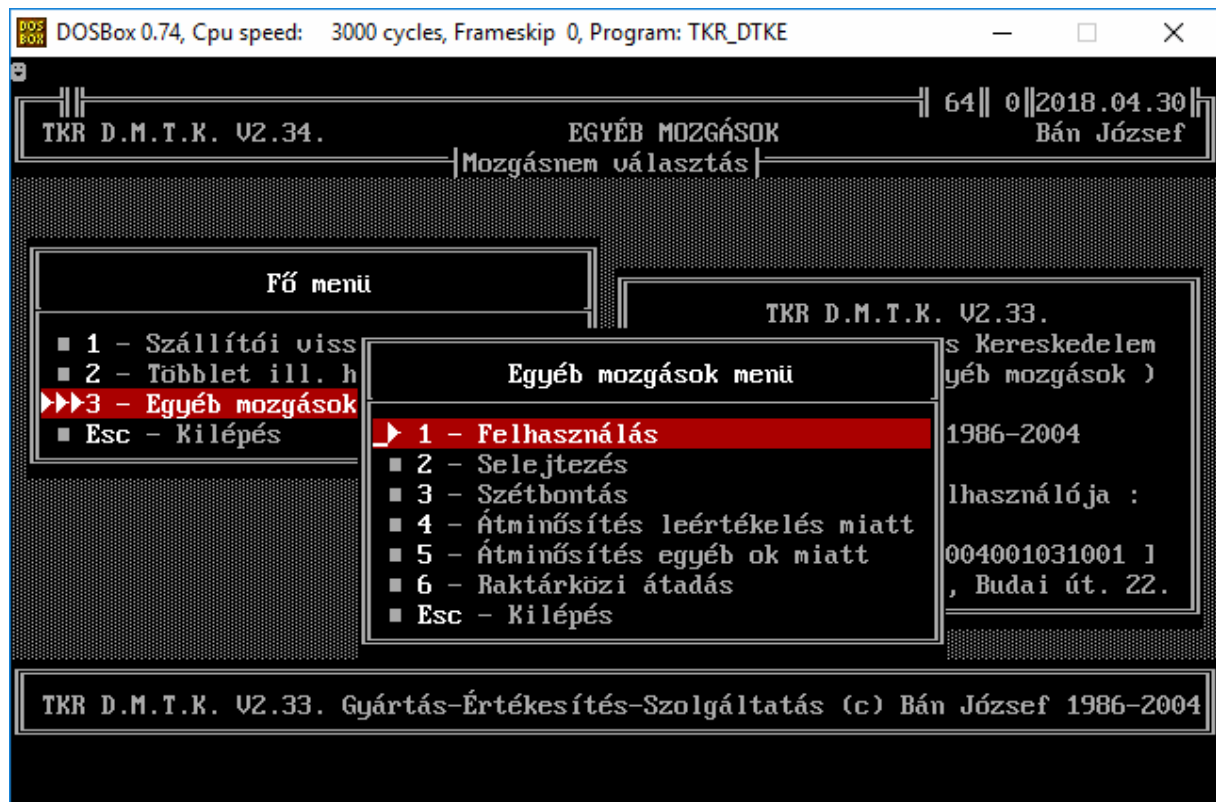 DOSBox 0.74, Cpu speed: 3000 cycles, Frameskip 0, Program: TKR_DTKE
64 0 2018.04.30
TKR D.M.T.K. V2.34. EGYÉB MOZGÁSOK Bán József
Mozgásnem választás
Fő menü
1 - Szállítói viss
2 - Többlet ill. h
3 - Egyéb mozgások
Esc - Kilépés
TKR D.M.T.K. V2.33.
s Kereskedelem
yéb mozgások )
1986-2004
lhasználója :
004001031001 ]
, Budai út. 22.
Egyéb mozgások menü
1 - Felhasználás
2 - Selejtezés
3 - Szétbontás
4 - Átminősítés leértékelés miatt
5 - Átminősítés egyéb ok miatt
6 - Raktárközi átadás
Esc - Kilépés
TKR D.M.T.K. V2.33. Gyártás-Értékesítés-Szolgáltatás (c) Bán József 1986-2004